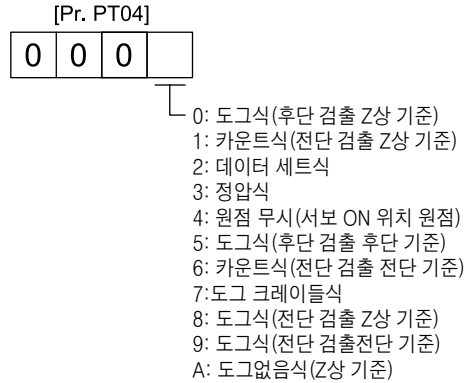 [Pr. PT04]
0 0 0
0: 도그식(후단 검출 Z상 기준)
1: 카운트식(전단 검출 Z상 기준)
2: 데이터 세트식
3: 정압식
4: 원점 무시(서보 ON 위치 원점)
5: 도그식(후단 검출 후단 기준)
6: 카운트식(전단 검출 전단 기준)
7:도그 크레이들식
8: 도그식(전단 검출 Z상 기준)
9: 도그식(전단 검출전단 기준)
A: 도그없음식(Z상 기준)